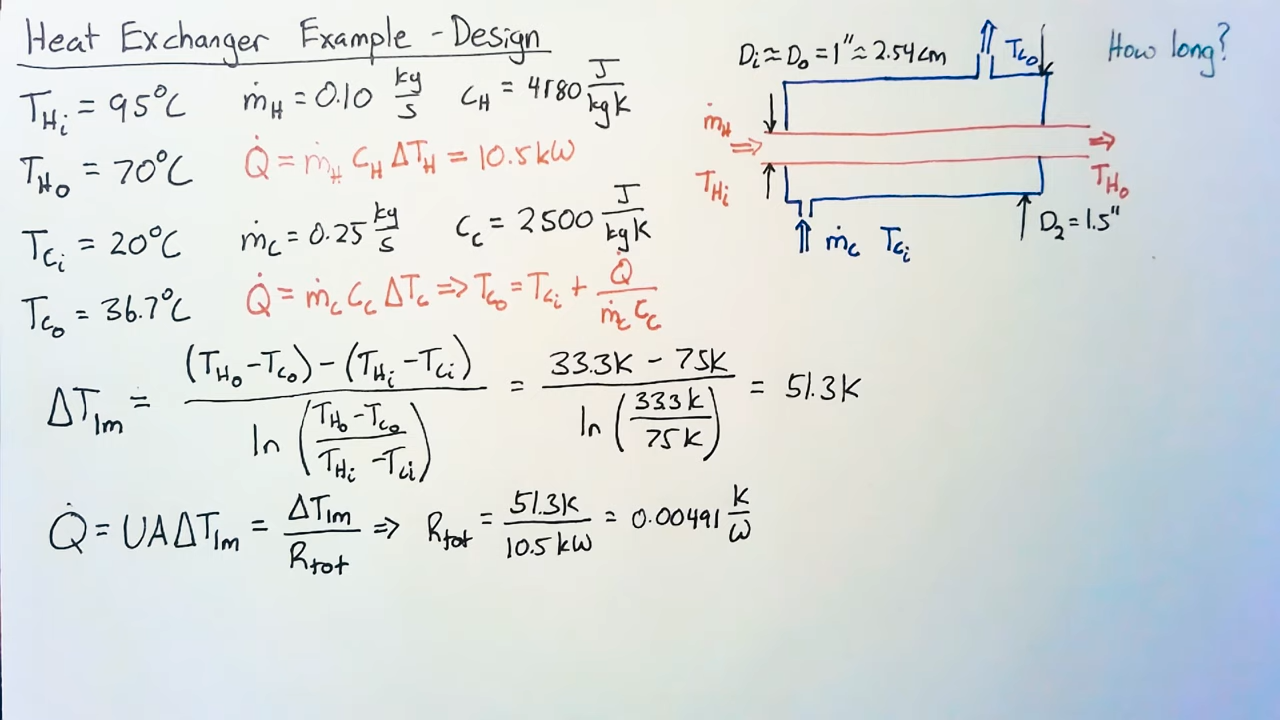 Heat Exchanger Example - Design
T_Hi = 95°C ṁ_H = 0.10 kg/s C_H = 4180 J/kgK
T_Ho = 70°C Q̇ = ṁ_H C_H ΔT_H = 10.5kW
T_Ci = 20°C ṁ_C = 0.25 kg/s C_C = 2500 J/kgK
T_Co = 36.7°C Q̇ = ṁ_C C_C ΔT_C ⇒ T_Co = T_Ci + Q̇/(ṁ_C C_C)
ΔT_lm = ((T_Ho - T_Co) - (T_Hi - T_Ci))/(ln((T_Ho - T_Co)/(T_Hi - T_Ci))) = (33.3K - 75K)/(ln(333K/75K)) = 51.3K
Q̇ = UAΔT_lm = ΔT_lm/R_tot ⇒ R_tot = 51.3K/10.5kW = 0.00491 K/W
D_i ≈ D_o = 1" ≈ 2.54cm
T_Co
How long?
ṁ_H
T_Hi
T_Ho
ṁ_C T_Ci
D_2 = 1.5"